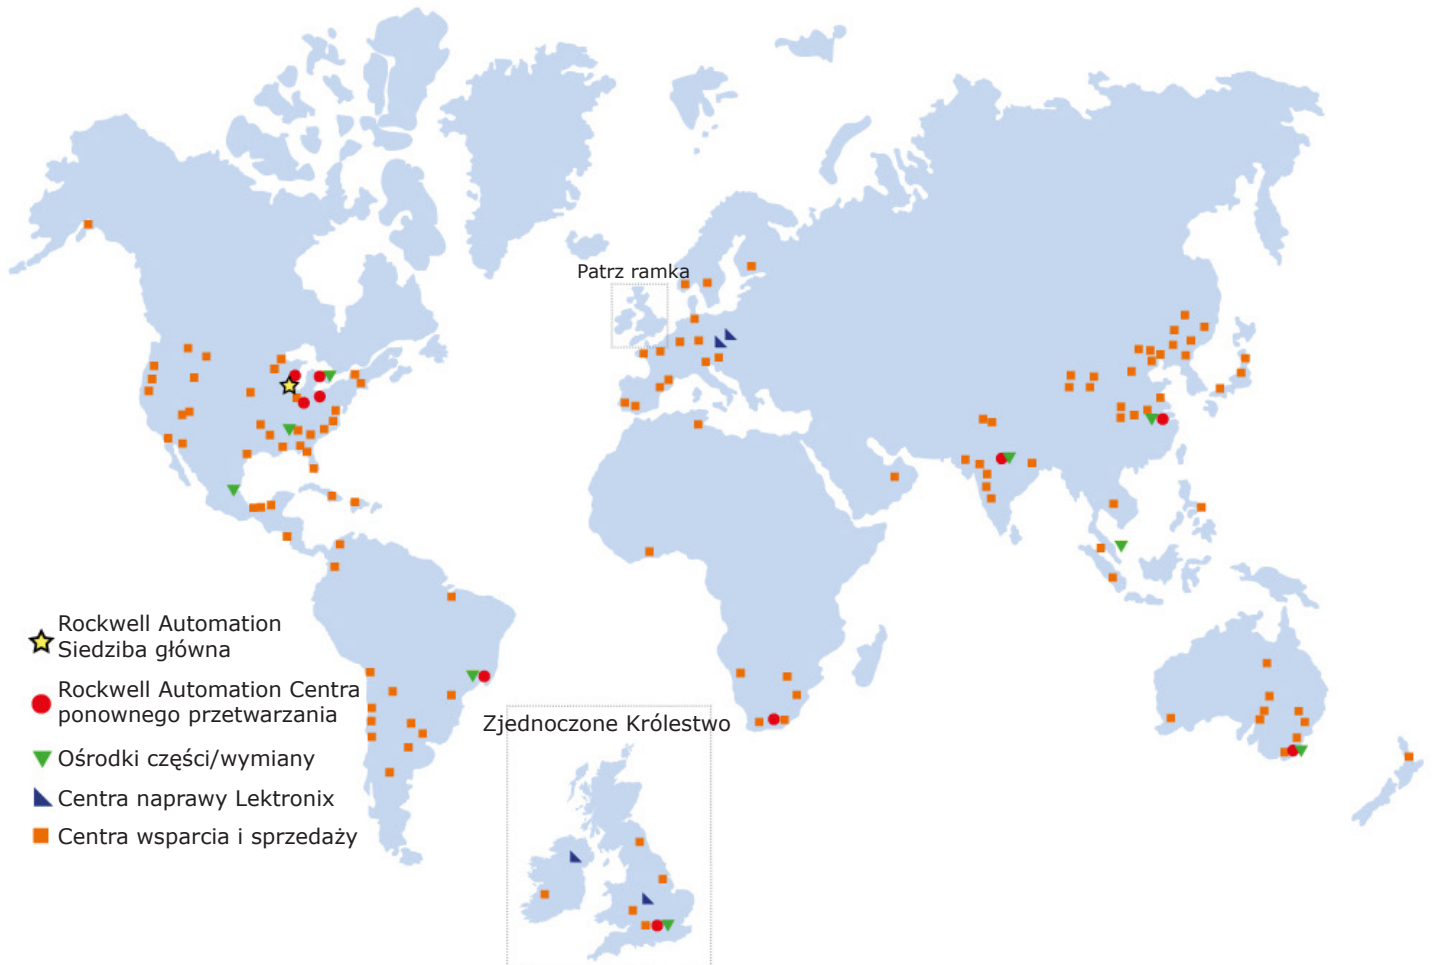 Patrz ramka
Rockwell Automation
Siedziba główna
Rockwell Automation Centra
ponownego przetwarzania
Ośrodki części/wymiany
Centra naprawy Lektronix
Centra wsparcia i sprzedaży
Zjednoczone Królestwo